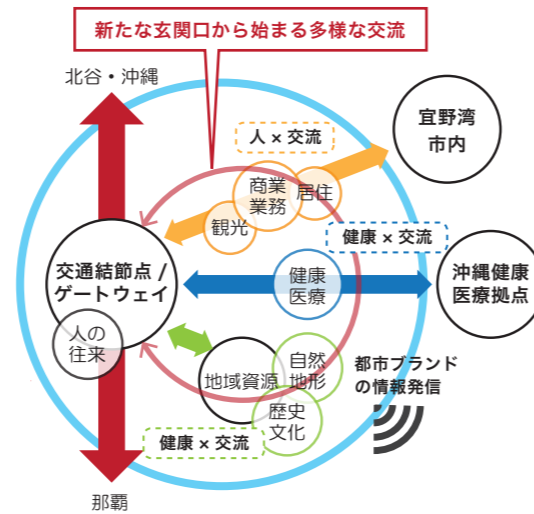 新たな玄関口から始まる多様な交流
北谷・沖縄
人 × 交流
宜野湾
市内
商業
業務
居住
観光
健康 × 交流
交通結節点 /
ゲートウェイ
健康
医療
沖縄健康
医療拠点
人の
往来
地域資源
自然
地形
歴史
文化
都市ブランド
の情報発信
健康 × 交流
那覇